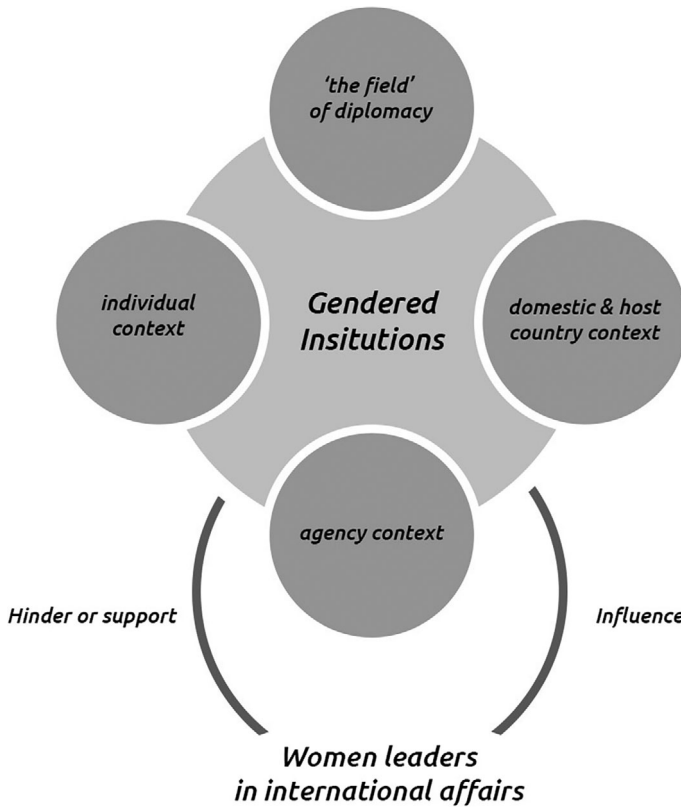 ‘the field’
of diplomacy
individual
context
Gendered
Insitutions
domestic & host
country context
agency context
Hinder or support
Influence
Women leaders
in international affairs